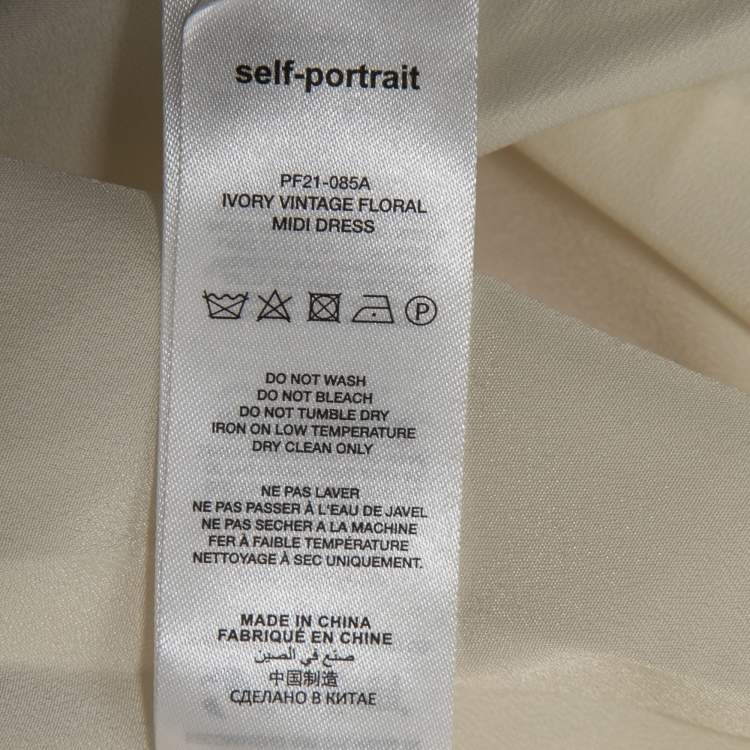 self-portrait
PF21-085A
IVORY VINTAGE FLORAL
MIDI DRESS
P
DO NOT WASH
DO NOT BLEACH
DO NOT TUMBLE DRY
IRON ON LOW TEMPERATURE
DRY CLEAN ONLY
NE PAS LAVER
NE PAS PASSER À L'EAU DE JAVEL
NE PAS SECHER A LA MACHINE
FER À FAIBLE TEMPÉRATURE
NETTOYAGE À SEC UNIQUEMENT.
MADE IN CHINA
FABRIQUÉ EN CHINE
صنع في الصين
中国制造
СДЕЛАНО В КИТАЕ